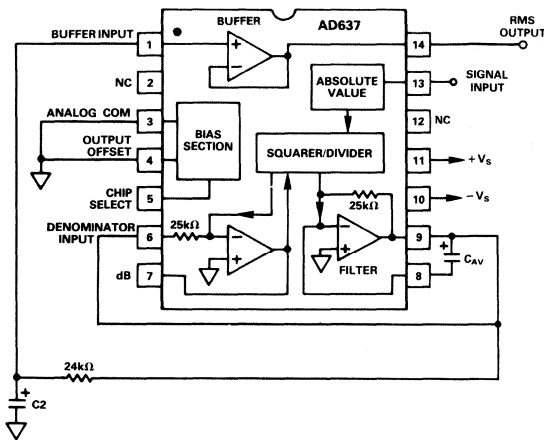 BUFFER
AD637
RMS
OUTPUT
BUFFER INPUT
1
14
+
−
ABSOLUTE
VALUE
SIGNAL
INPUT
NC
2
13
ANALOG COM
3
12
NC
BIAS
SECTION
OUTPUT
OFFSET
4
SQUARER/DIVIDER
11
+VS
CHIP
SELECT
5
25kΩ
10
−VS
DENOMINATOR
INPUT
25kΩ
6
−
+
−
+
9
+
CAV
dB
7
FILTER
8
24kΩ
+
C2